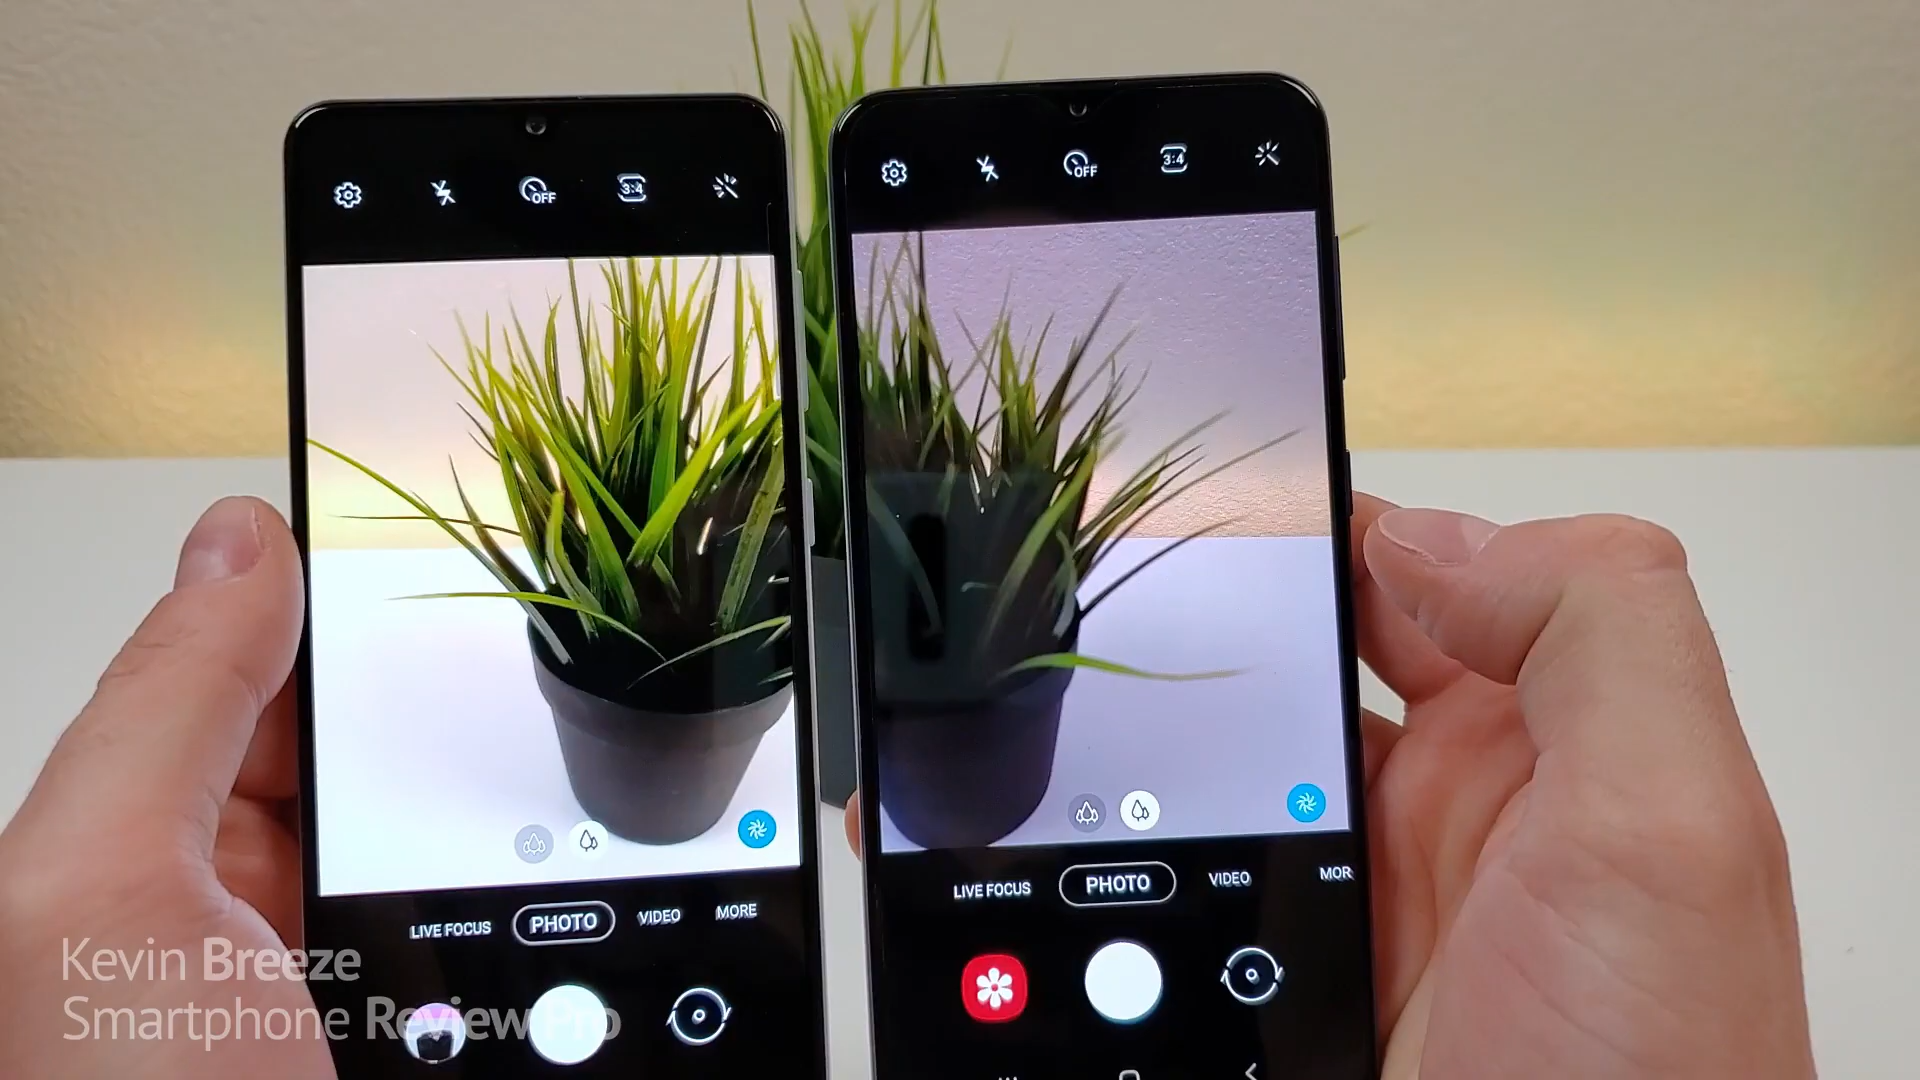 OFF
3:4
OFF
3:4
LIVE FOCUS
PHOTO
VIDEO
MORE
LIVE FOCUS
PHOTO
VIDEO
MOR
Kevin Breeze
Smartphone Review Pro